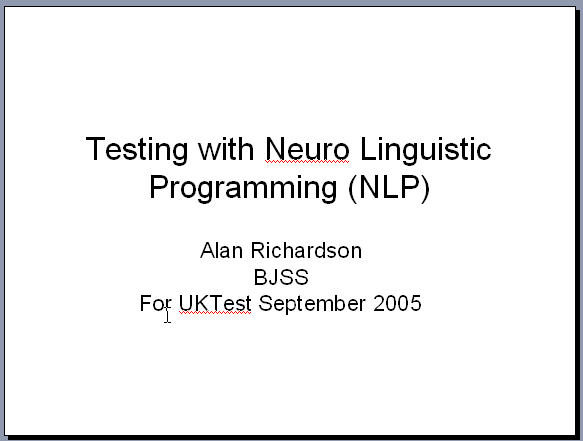 Testing with Neuro Linguistic
Programming (NLP)
Alan Richardson
BJSS
For UKTest September 2005